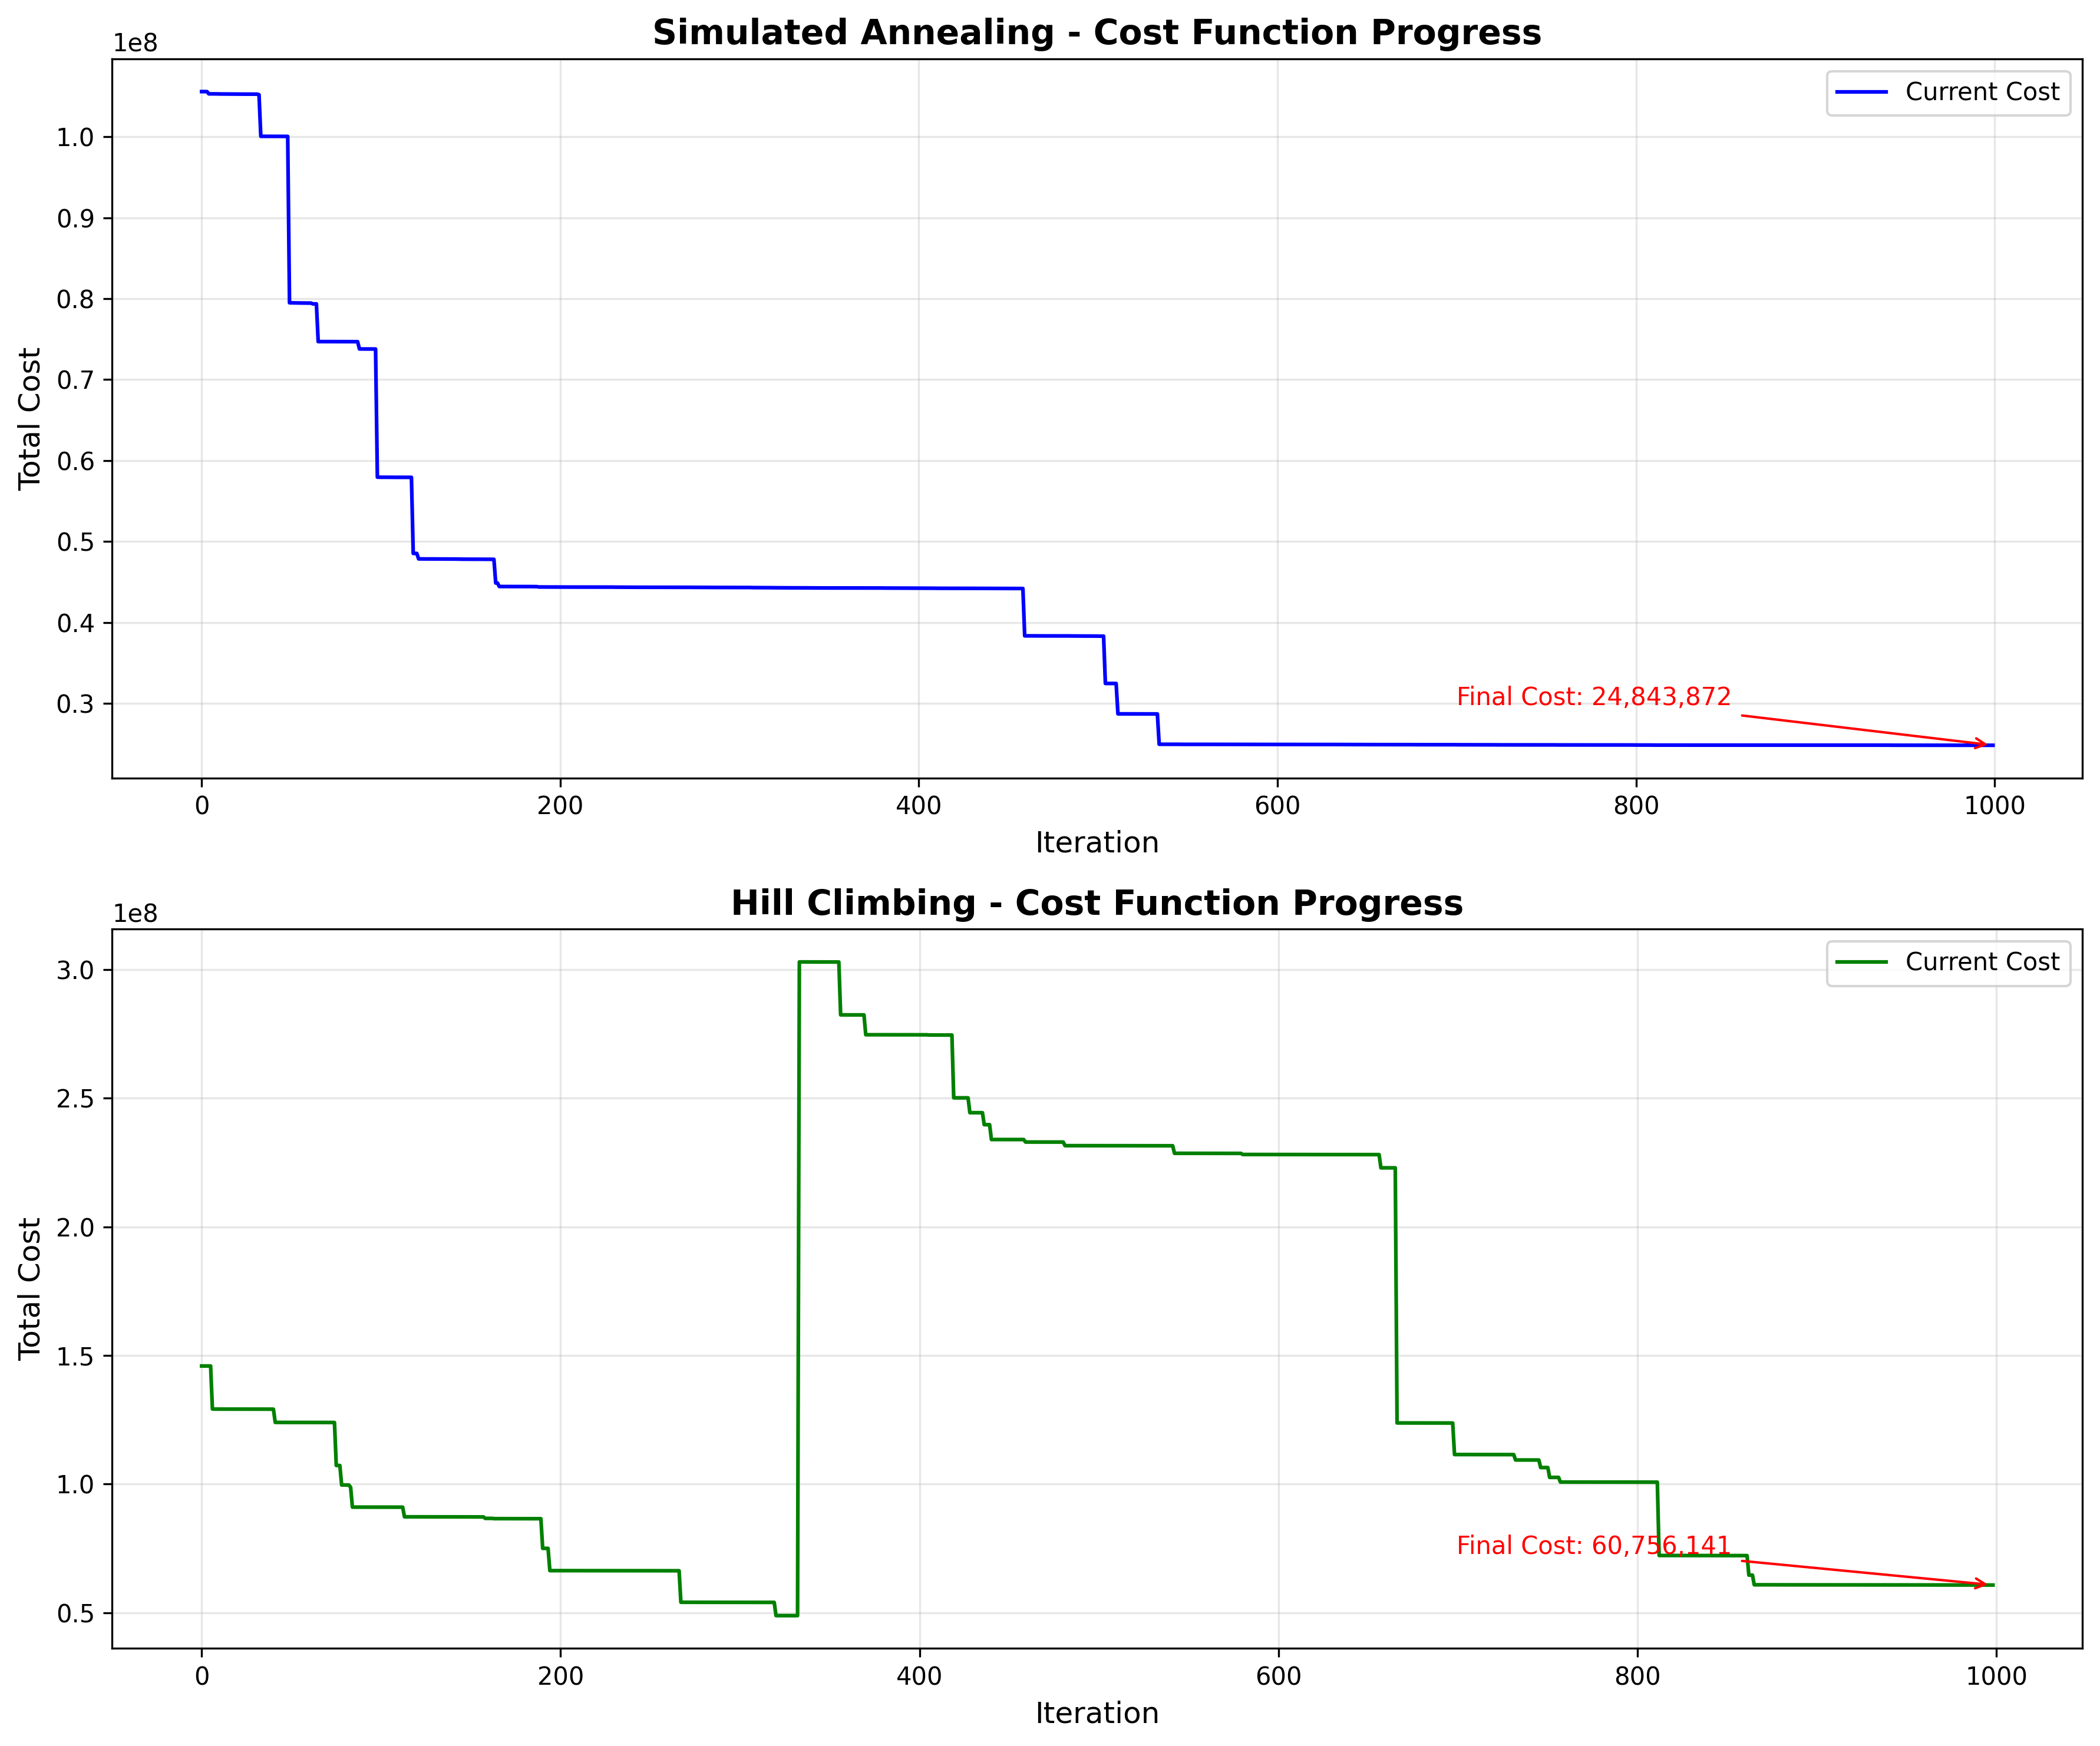 Simulated Annealing - Cost Function Progress
1e8
Current Cost
1.0
0.9
0.8
0.7
0.6
0.5
0.4
0.3
Total Cost
Final Cost: 24,843,872
0 200 400 600 800 1000
Iteration
Hill Climbing - Cost Function Progress
1e8
Current Cost
3.0
2.5
2.0
1.5
1.0
0.5
Total Cost
Final Cost: 60,756,141
0 200 400 600 800 1000
Iteration